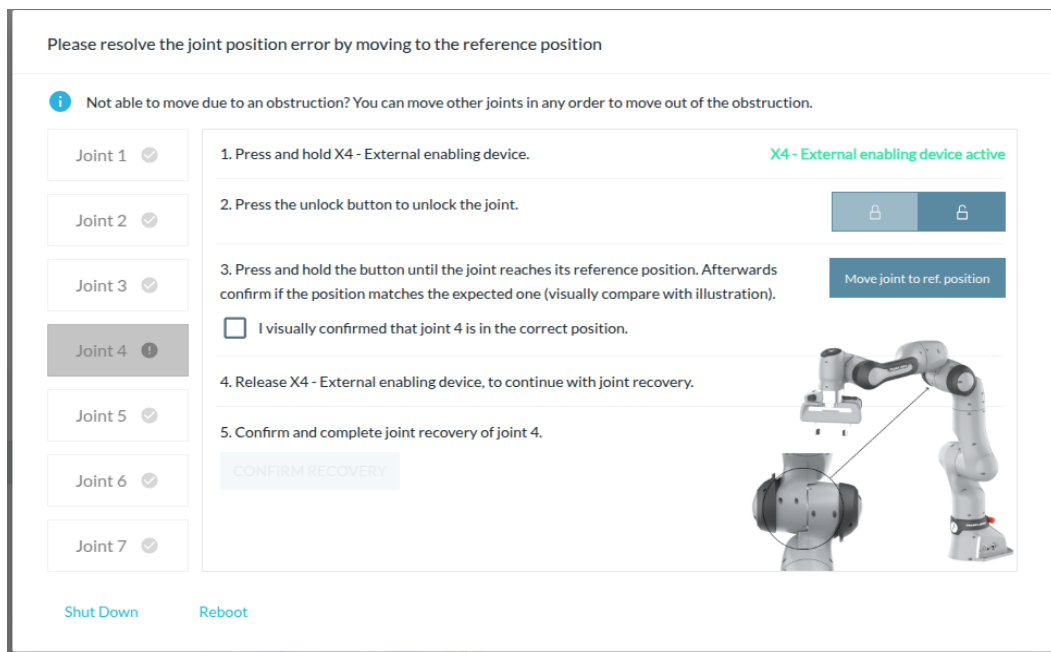 Please resolve the joint position error by moving to the reference position
Not able to move due to an obstruction? You can move other joints in any order to move out of the obstruction.
Joint 1
Joint 2
Joint 3
Joint 4
Joint 5
Joint 6
Joint 7
1. Press and hold X4 - External enabling device.
X4 - External enabling device active
2. Press the unlock button to unlock the joint.
3. Press and hold the button until the joint reaches its reference position. Afterwards
confirm if the position matches the expected one (visually compare with illustration).
Move joint to ref. position
I visually confirmed that joint 4 is in the correct position.
4. Release X4 - External enabling device, to continue with joint recovery.
5. Confirm and complete joint recovery of joint 4.
CONFIRM RECOVERY
Shut Down
Reboot